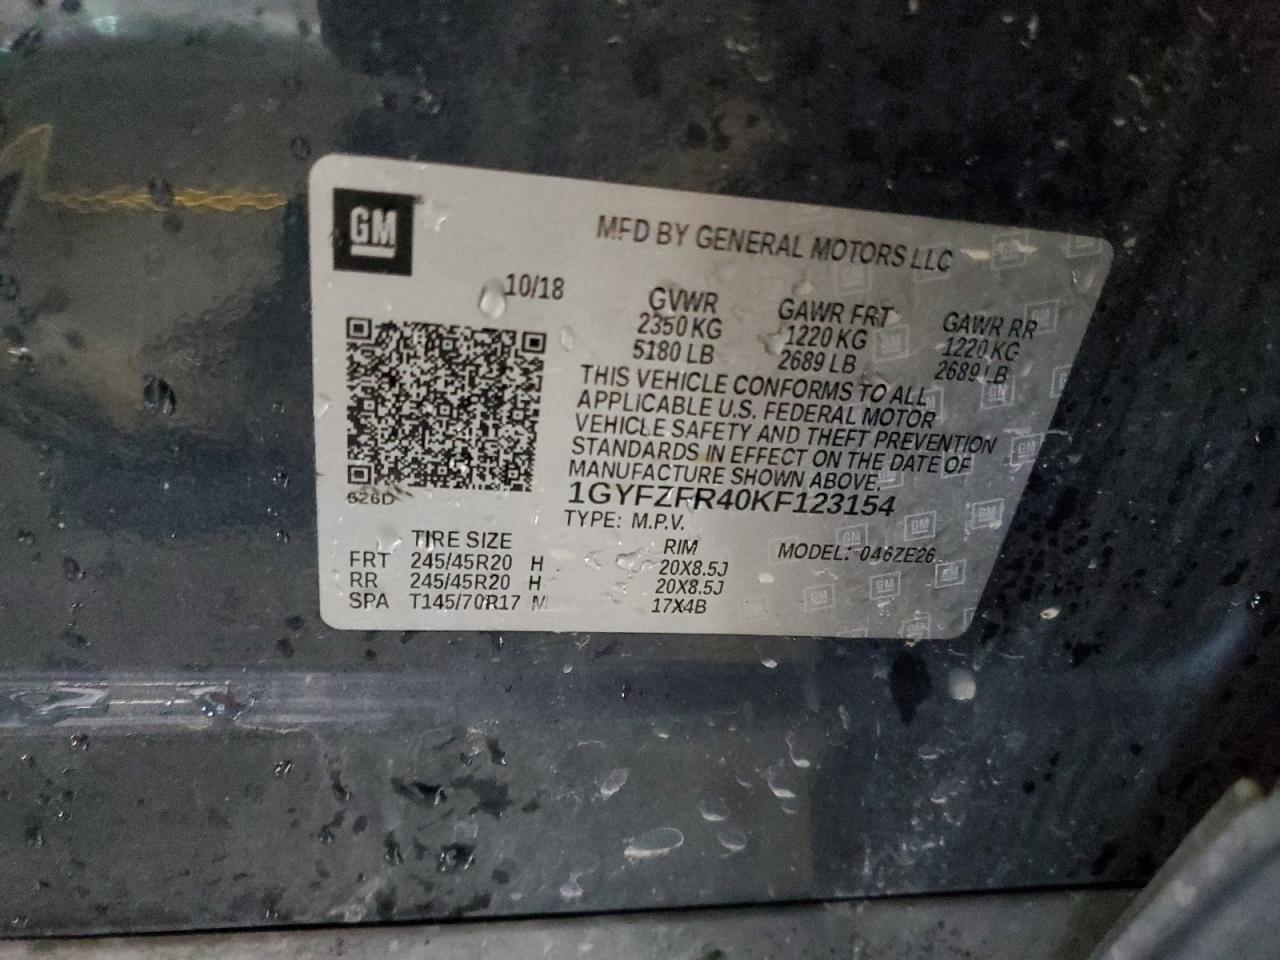 GM
MFD BY GENERAL MOTORS LLC
10/18
GVWR GAWR FRT GAWR RR
2350 KG 1220 KG 1220 KG
5180 LB 2689 LB 2689 LB
THIS VEHICLE CONFORMS TO ALL
APPLICABLE U.S. FEDERAL MOTOR
VEHICLE SAFETY AND THEFT PREVENTION
STANDARDS IN EFFECT ON THE DATE OF
MANUFACTURE SHOWN ABOVE.
526D
1GYFZFR40KF123154
TYPE: M.P.V. MODEL: 046ZE26
TIRE SIZE RIM
FRT 245/45R20 H 20X8.5J
RR 245/45R20 H 20X8.5J
SPA T145/70R17 M 17X4B